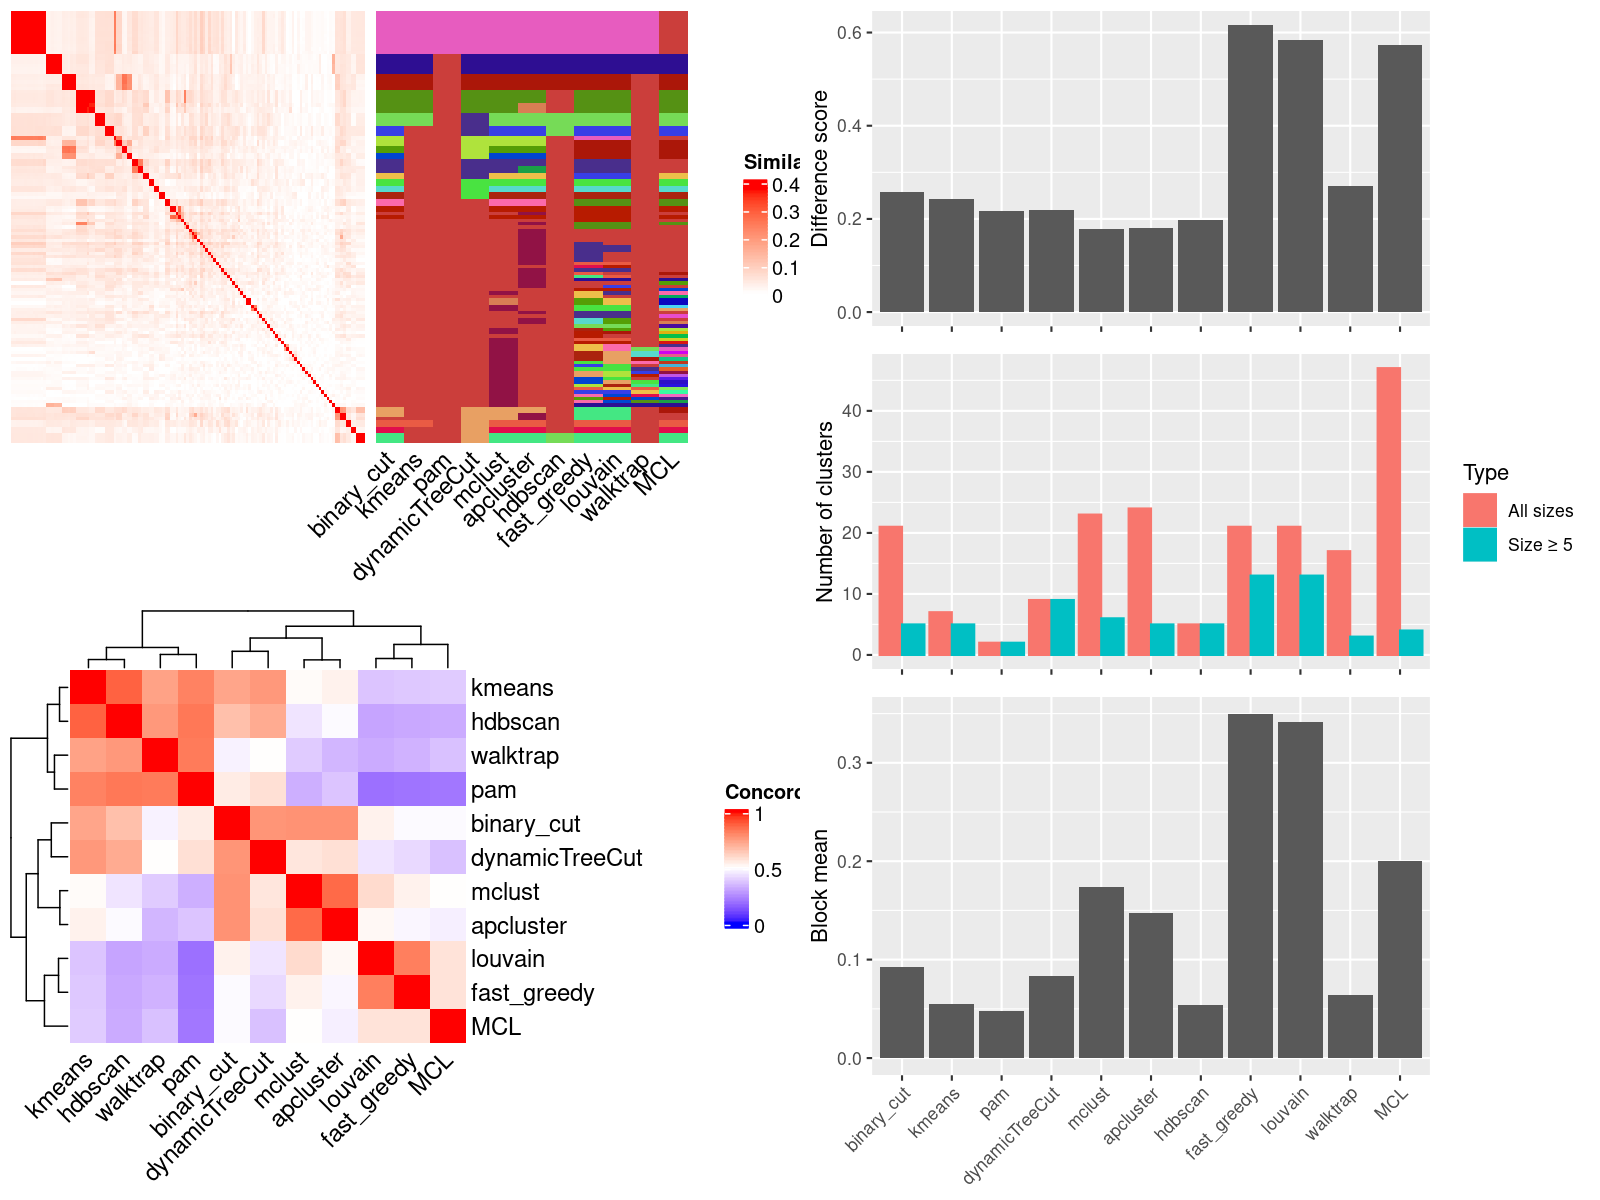 Simila
0.4
0.3
0.2
0.1
0
binary_cut
kmeans
pam
dynamicTreeCut
mclust
apcluster
hdbscan
fast_greedy
louvain
walktrap
MCL
Difference score
0.6
0.4
0.2
0.0
Number of clusters
40
30
20
10
0
Type
All sizes
Size ≥ 5
kmeans
hdbscan
walktrap
pam
binary_cut
dynamicTreeCut
mclust
apcluster
louvain
fast_greedy
MCL
kmeans
hdbscan
walktrap
pam
binary_cut
dynamicTreeCut
mclust
apcluster
louvain
fast_greedy
MCL
Concord
1
0.5
0
Block mean
0.3
0.2
0.1
0.0
binary_cut
kmeans
pam
dynamicTreeCut
mclust
apcluster
hdbscan
fast_greedy
louvain
walktrap
MCL